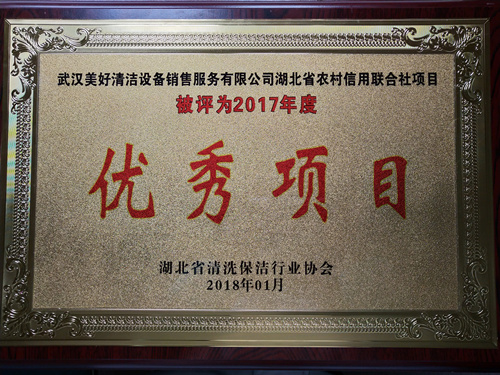 武汉美好清洁设备销售服务有限公司湖北省农村信用联合社项目
被评为2017年度
优秀项目
湖北省清洗保洁行业协会
2018年01月